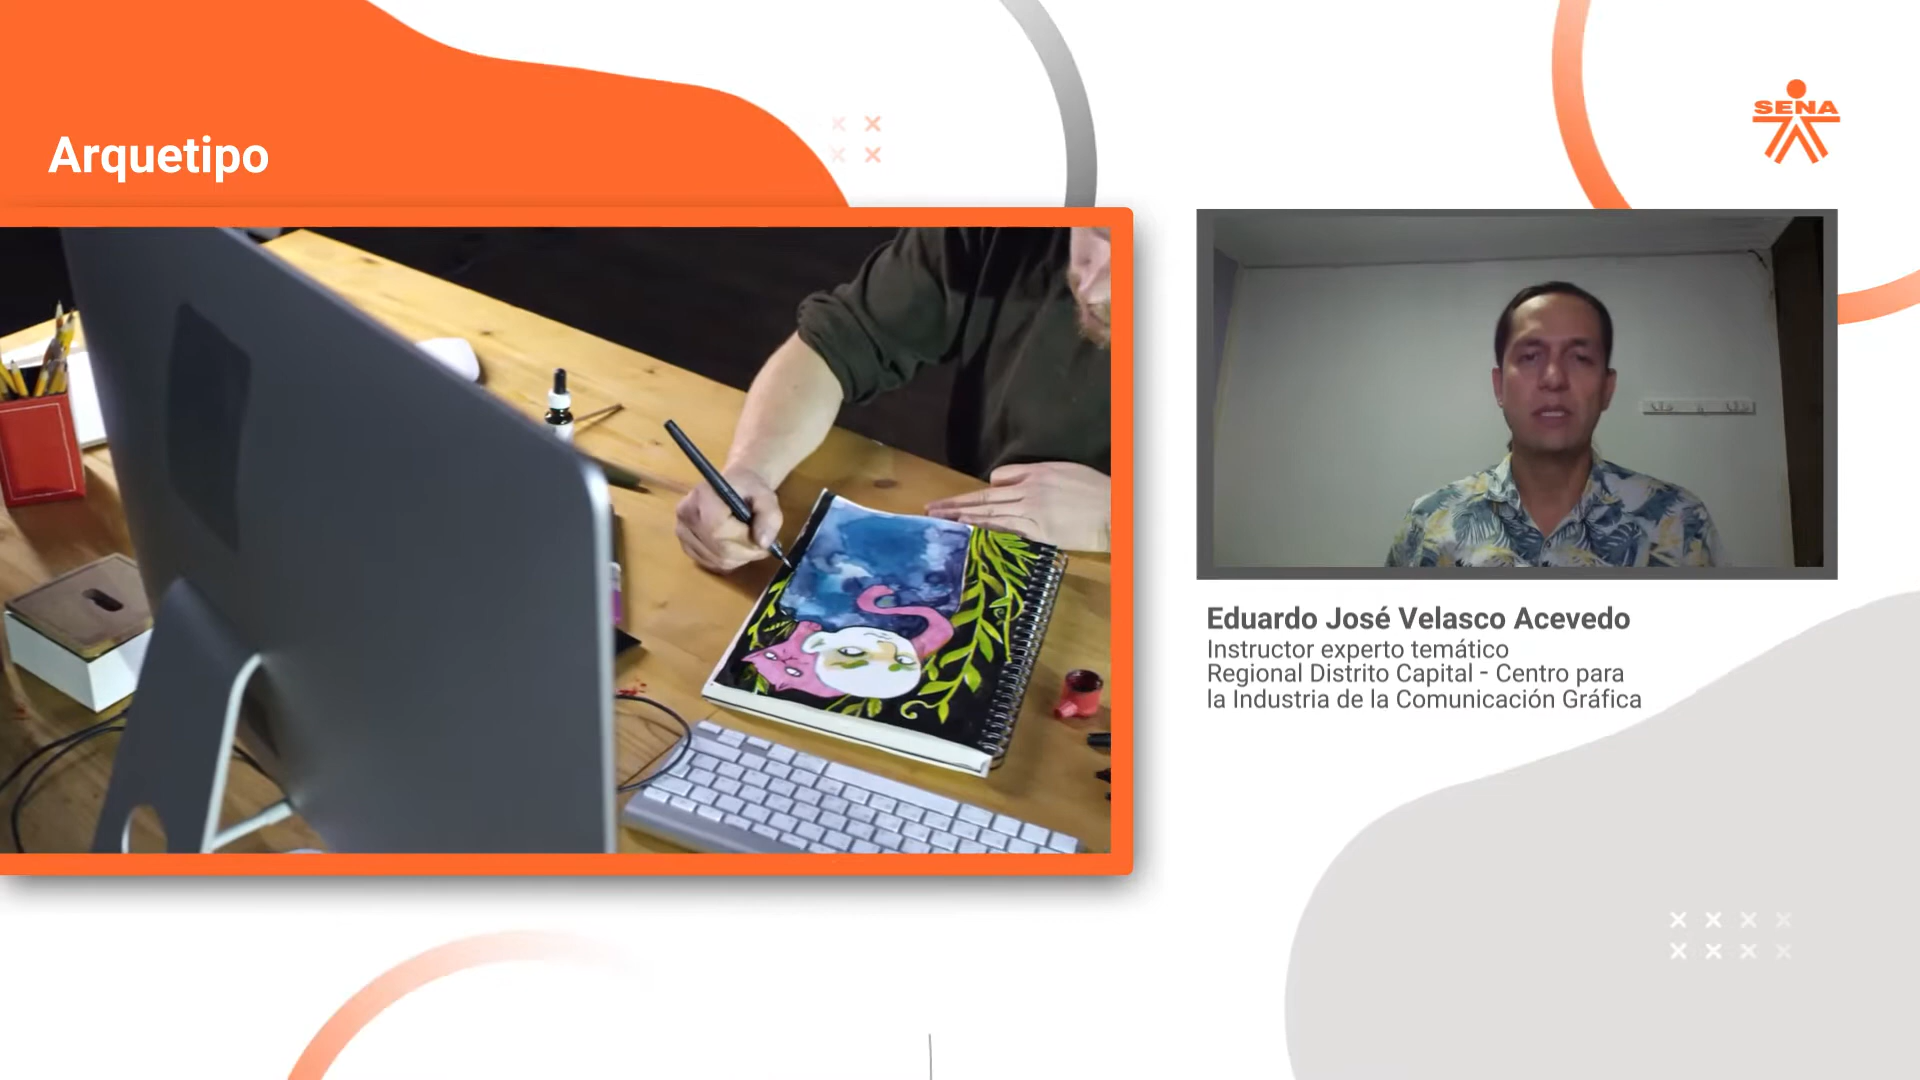 Arquetipo
SENA
Eduardo José Velasco Acevedo
Instructor experto temático
Regional Distrito Capital - Centro para
la Industria de la Comunicación Gráfica